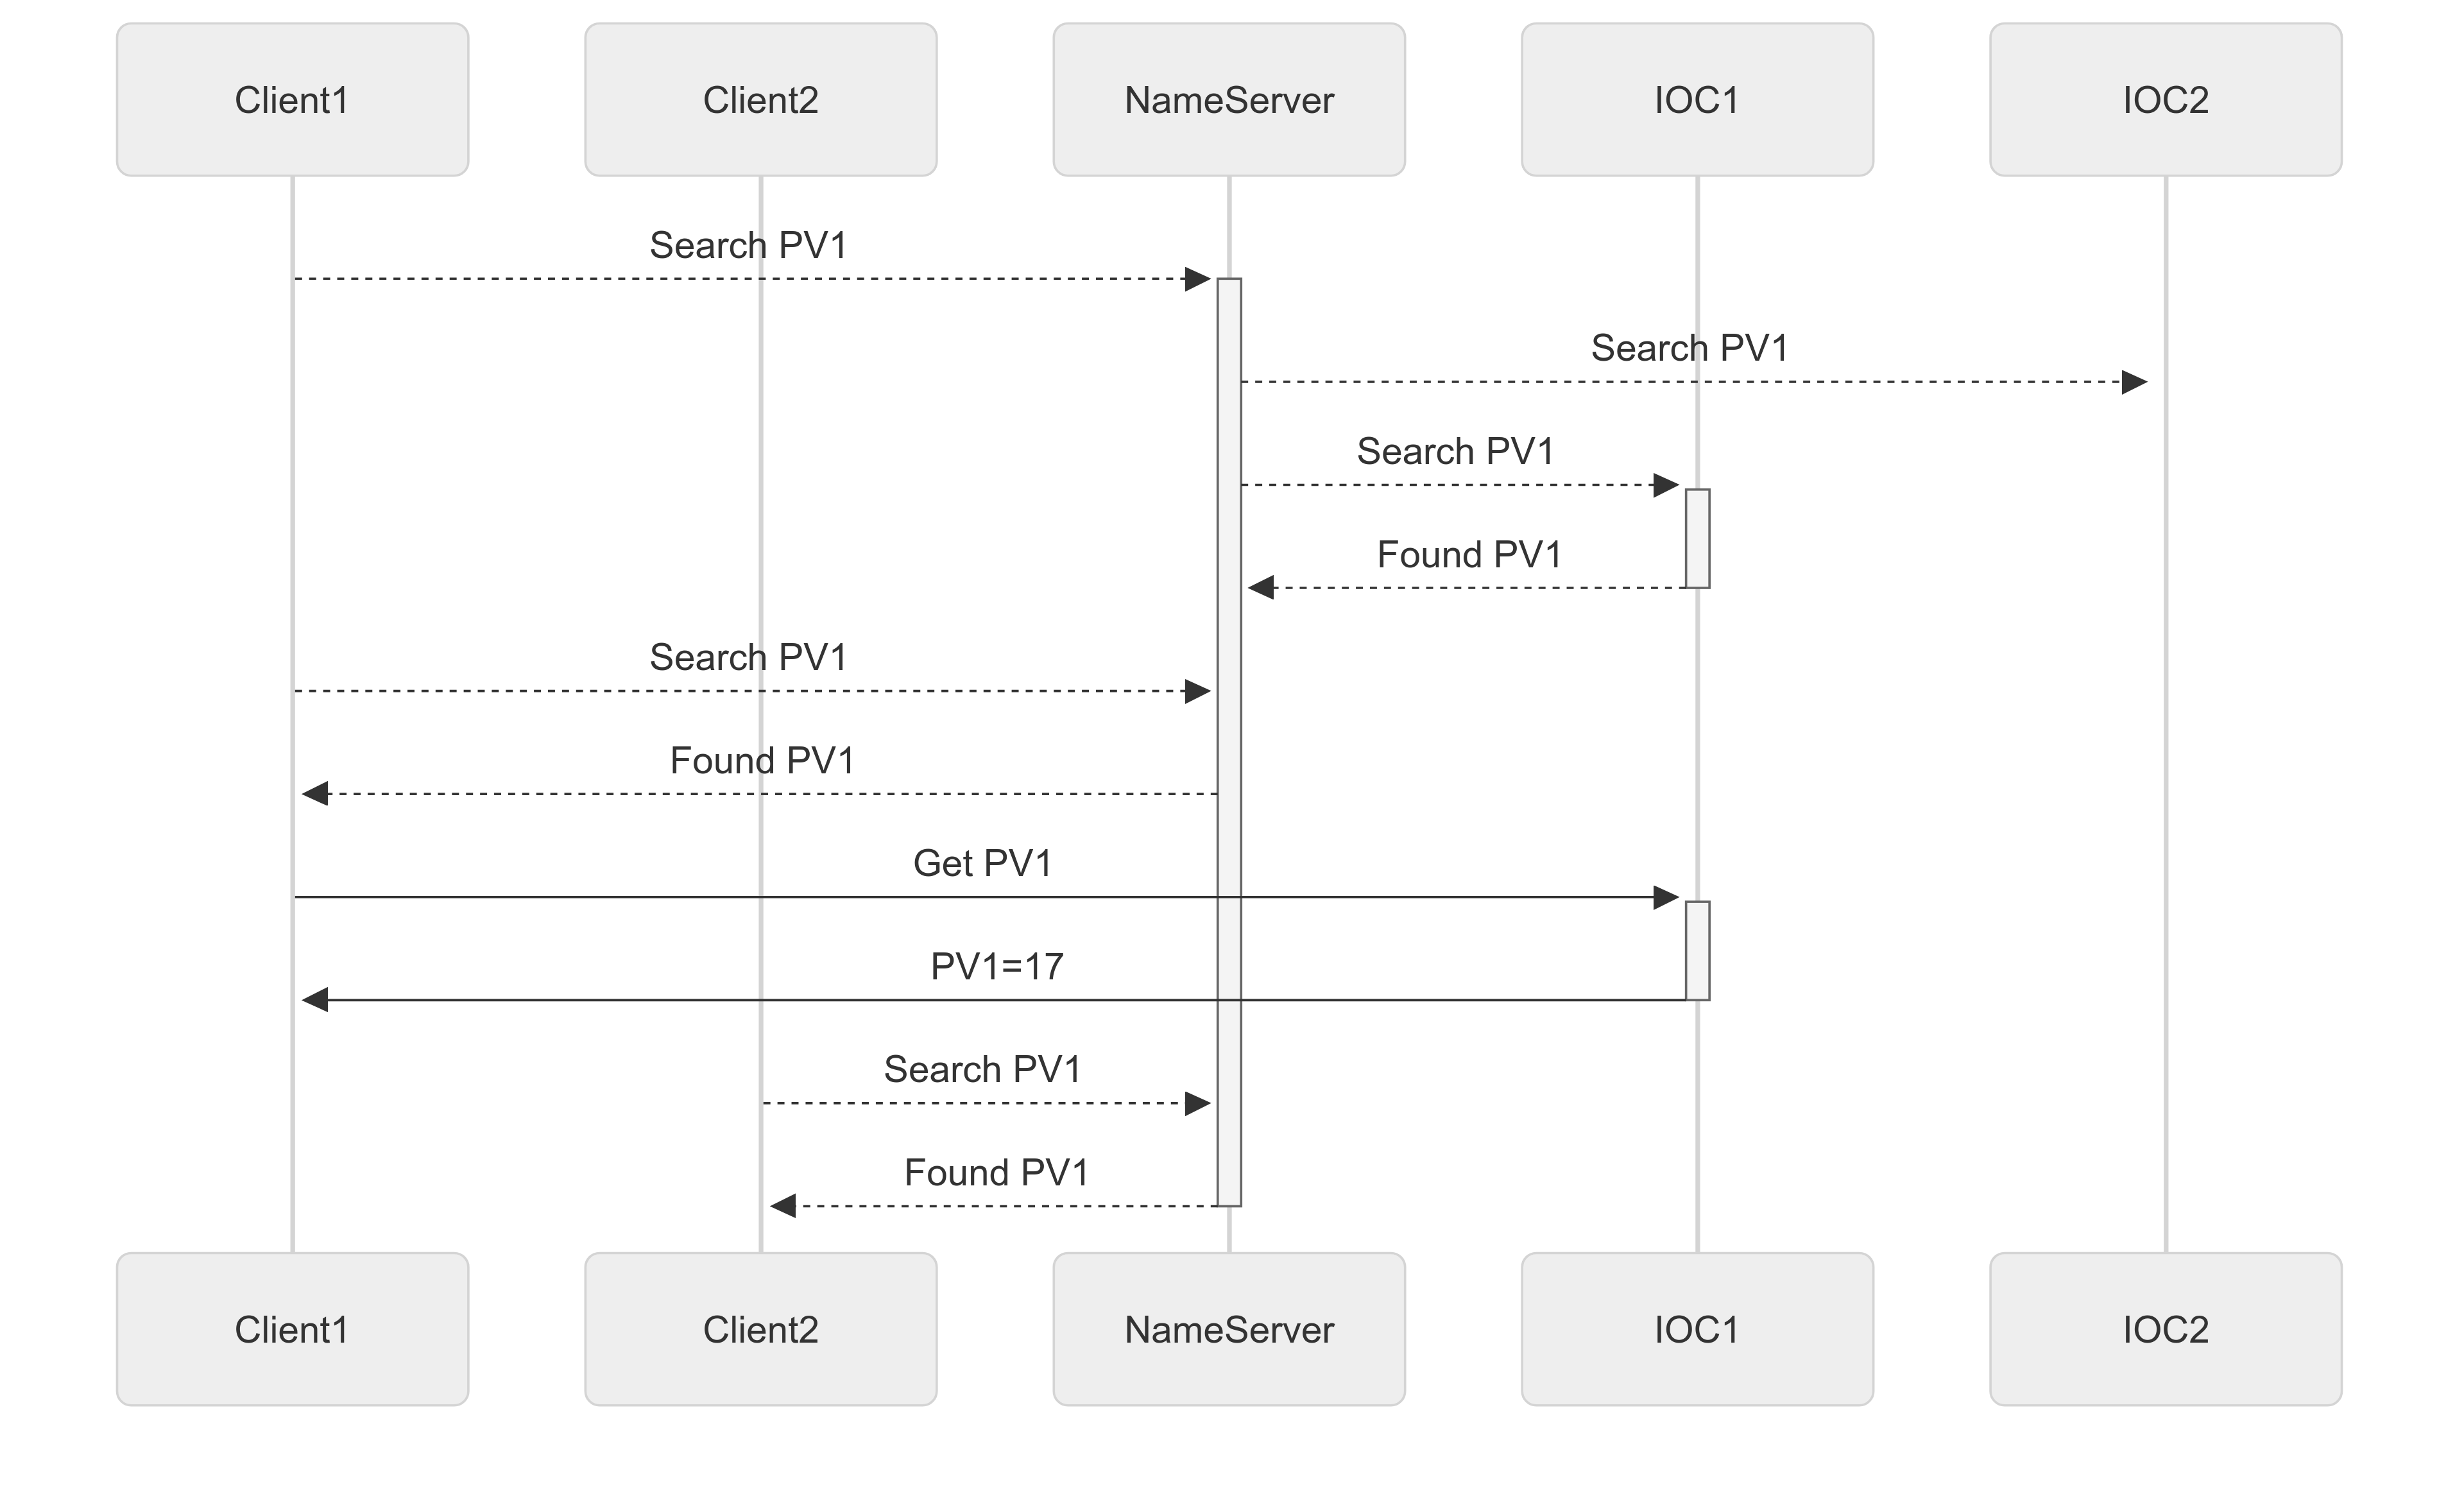 Client1
Client2
NameServer
IOC1
IOC2
Search PV1
Search PV1
Search PV1
Found PV1
Search PV1
Found PV1
Get PV1
PV1=17
Search PV1
Found PV1
Client1
Client2
NameServer
IOC1
IOC2